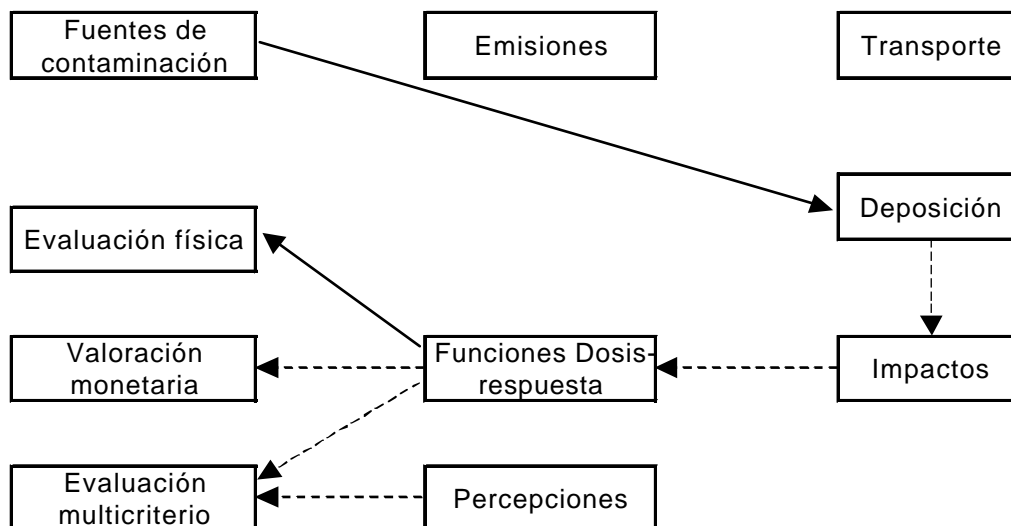 Fuentes de
contaminación
Emisiones
Transporte
Deposición
Evaluación física
Valoración
monetaria
Funciones Dosis-
respuesta
Impactos
Evaluación
multicriterio
Percepciones